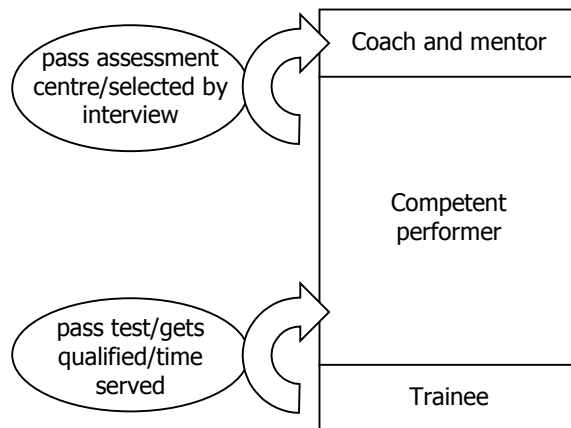 pass assessment
centre/selected by
interview
Coach and mentor
Competent
performer
pass test/gets
qualified/time
served
Trainee